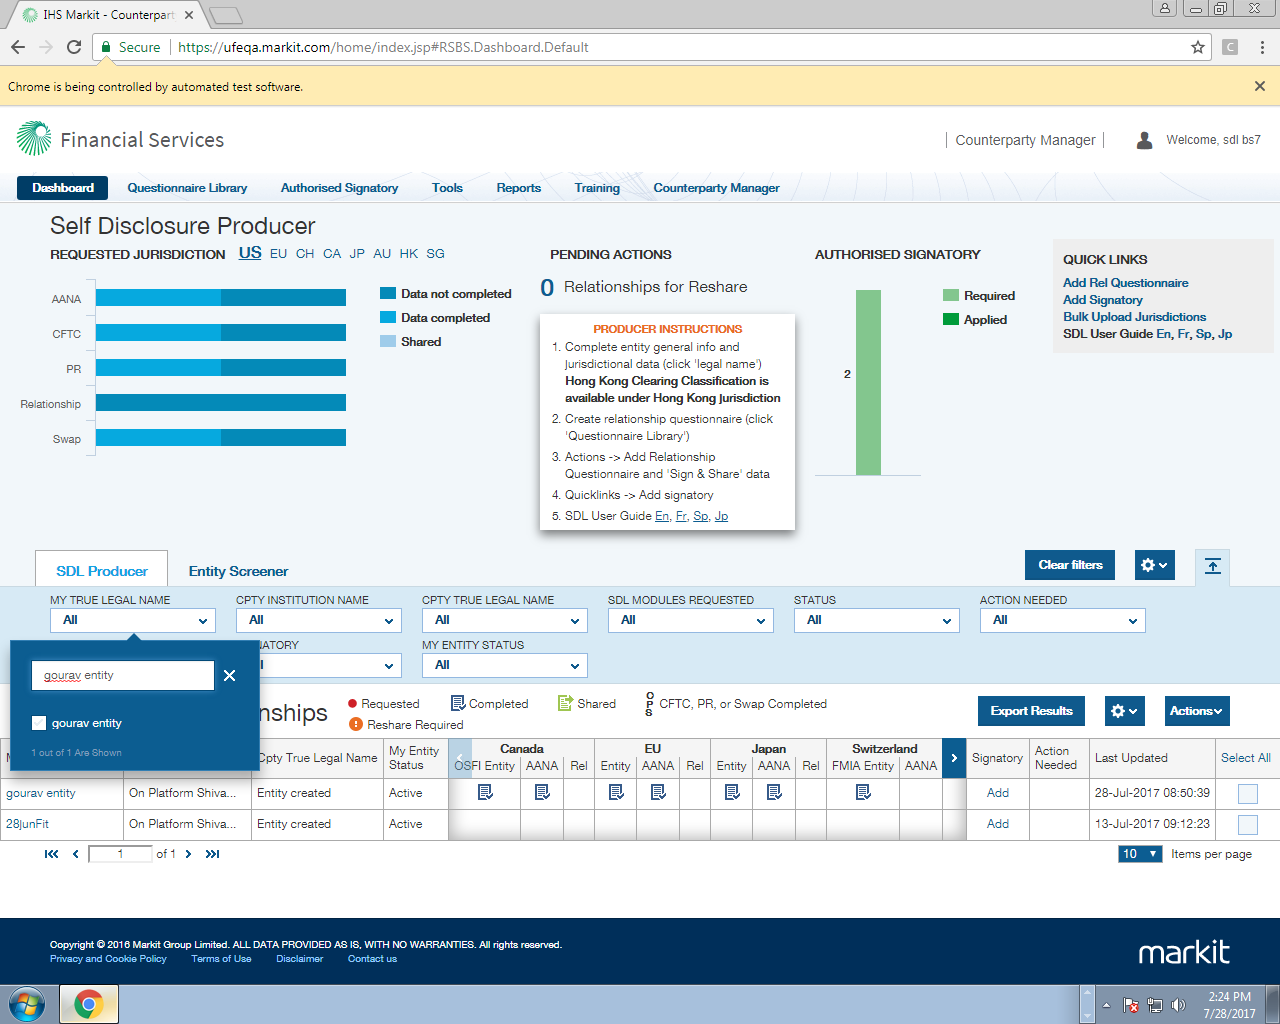 IHS Markit - Counterpart
Secure
https://ufeqa.markit.com/home/index.jsp#RSBS.Dashboard.Default
Chrome is being controlled by automated test software.
Financial Services
Counterparty Manager
Welcome, sdl bs7
Dashboard Questionnaire Library Authorised Signatory Tools Reports Training Counterparty Manager
Self Disclosure Producer
REQUESTED JURISDICTION US EU CH CA JP AU HK SG
AANA
CFTC
PR
Relationship
Swap
Data not completed
Data completed
Shared
PENDING ACTIONS
0 Relationships for Reshare
PRODUCER INSTRUCTIONS
1. Complete entity general info and
jurisdictional data (click 'legal name')
Hong Kong Clearing Classification is
available under Hong Kong Jurisdiction
2. Create relationship questionnaire (click
'Questionnaire Library')
3. Actions -> Add Relationship
Questionnaire and 'Sign & Share' data
4. Quicklinks -> Add signatory
5. SDL User Guide En, Fr, Sp, Jp
AUTHORISED SIGNATORY
2
Required
Applied
QUICK LINKS
Add Rel Questionnaire
Add Signatory
Bulk Upload Jurisdictions
SDL User Guide En, Fr, Sp, Jp
SDL Producer Entity Screener
Clear filters
MY TRUE LEGAL NAME CPTY INSTITUTION NAME CPTY TRUE LEGAL NAME SDL MODULES REQUESTED STATUS ACTION NEEDED
All All All All All All
NATORY MY ENTITY STATUS
All
gourav entity
gourav entity
1 out of 1 Are Shown
nships
Requested Completed Shared OPS CFTC, PR, or Swap Completed
Reshare Required
Export Results Actions
Cpty True Legal Name My Entity Status Canada EU Japan Switzerland Signatory Action Needed Last Updated Select All
OSFI Entity AANA Rel Entity AANA Rel Entity AANA Rel FMIA Entity AANA
gourav entity On Platform Shiva... Entity created Active Add 28-Jul-2017 08:50:39
28JunFit On Platform Shiva... Entity created Active Add 13-Jul-2017 09:12:23
1 of 1
10 Items per page
Copyright © 2016 Markit Group Limited. ALL DATA PROVIDED AS IS, WITH NO WARRANTIES. All rights reserved.
Privacy and Cookie Policy Terms of Use Disclaimer Contact us
markit
2:24 PM
7/28/2017